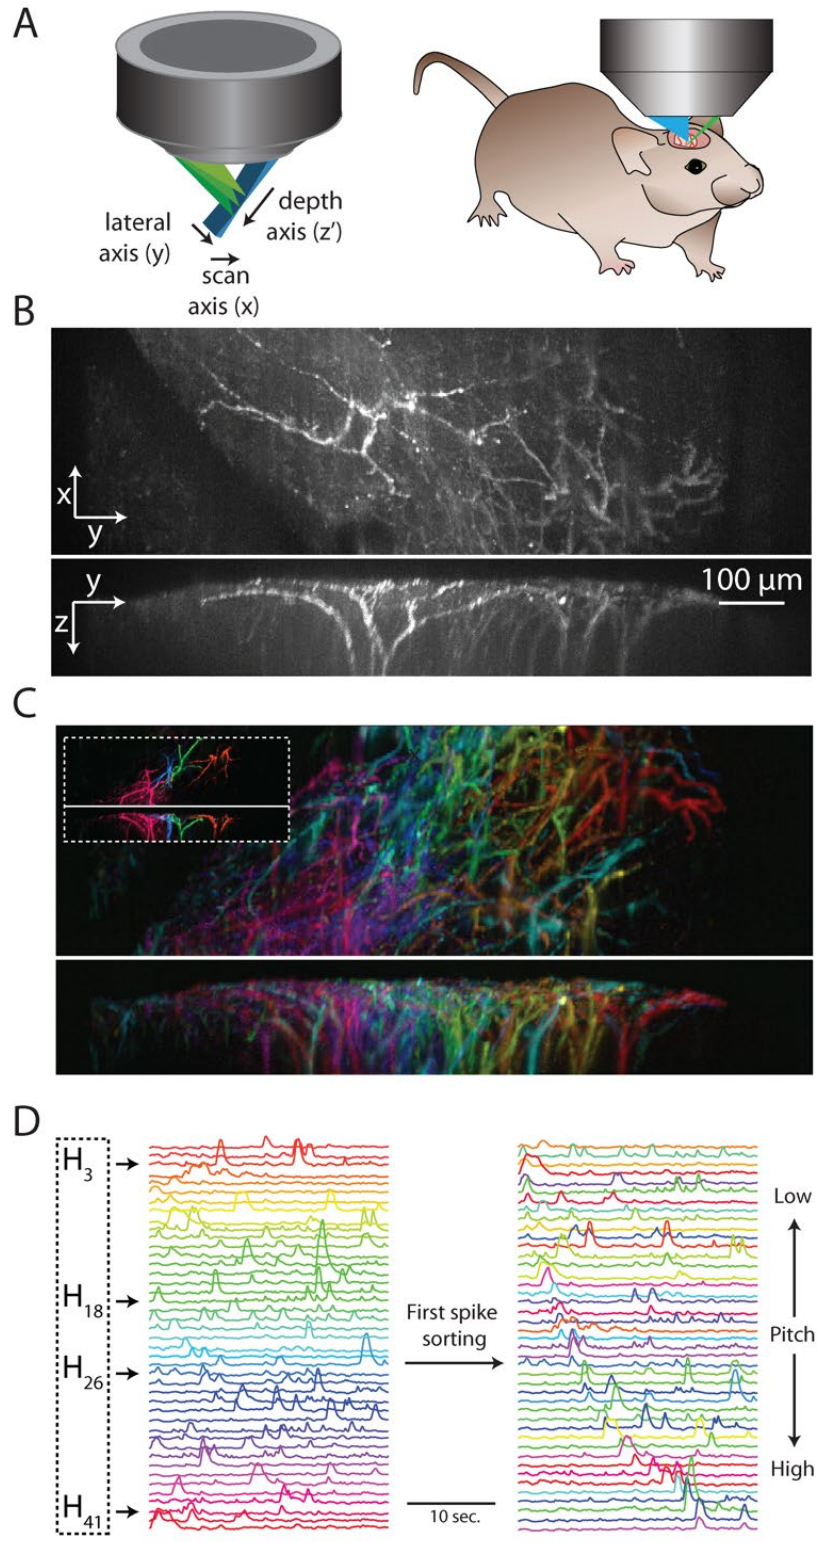 A
lateral
axis (y)
depth
axis (z')
scan
axis (x)
B
x
y
y
z
100 µm
C
D
H3
H18
H26
H41
First spike
sorting
10 sec.
Low
Pitch
High